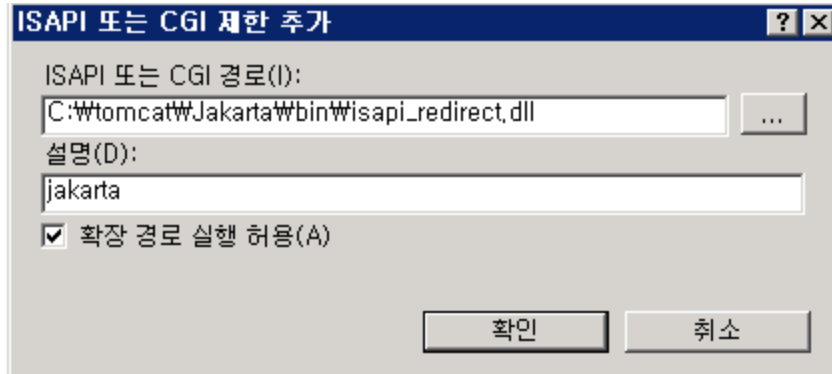 ISAPI 또는 CGI 제한 추가
ISAPI 또는 CGI 경로(I):
C:₩tomcat₩Jakarta₩bin₩isapi_redirect.dll
...
설명(D):
jakarta
확장 경로 실행 허용(A)
확인 취소